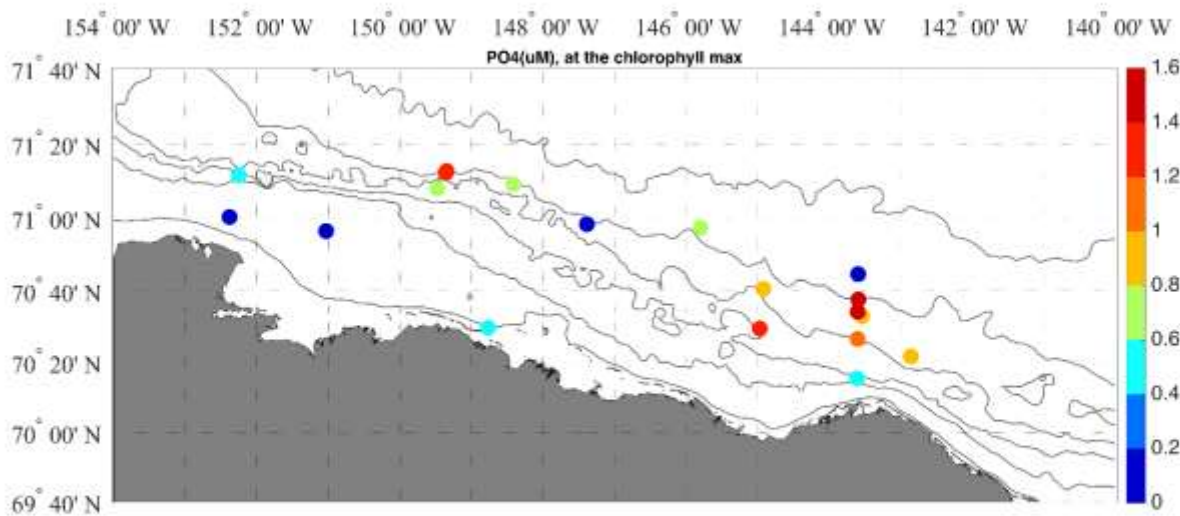 154° 00' W 152° 00' W 150° 00' W 148° 00' W 146° 00' W 144° 00' W 142° 00' W 140° 00' W
PO4(uM), at the chlorophyll max
71° 40' N
71° 20' N
71° 00' N
70° 40' N
70° 20' N
70° 00' N
69° 40' N
1.6
1.4
1.2
1
0.8
0.6
0.4
0.2
0